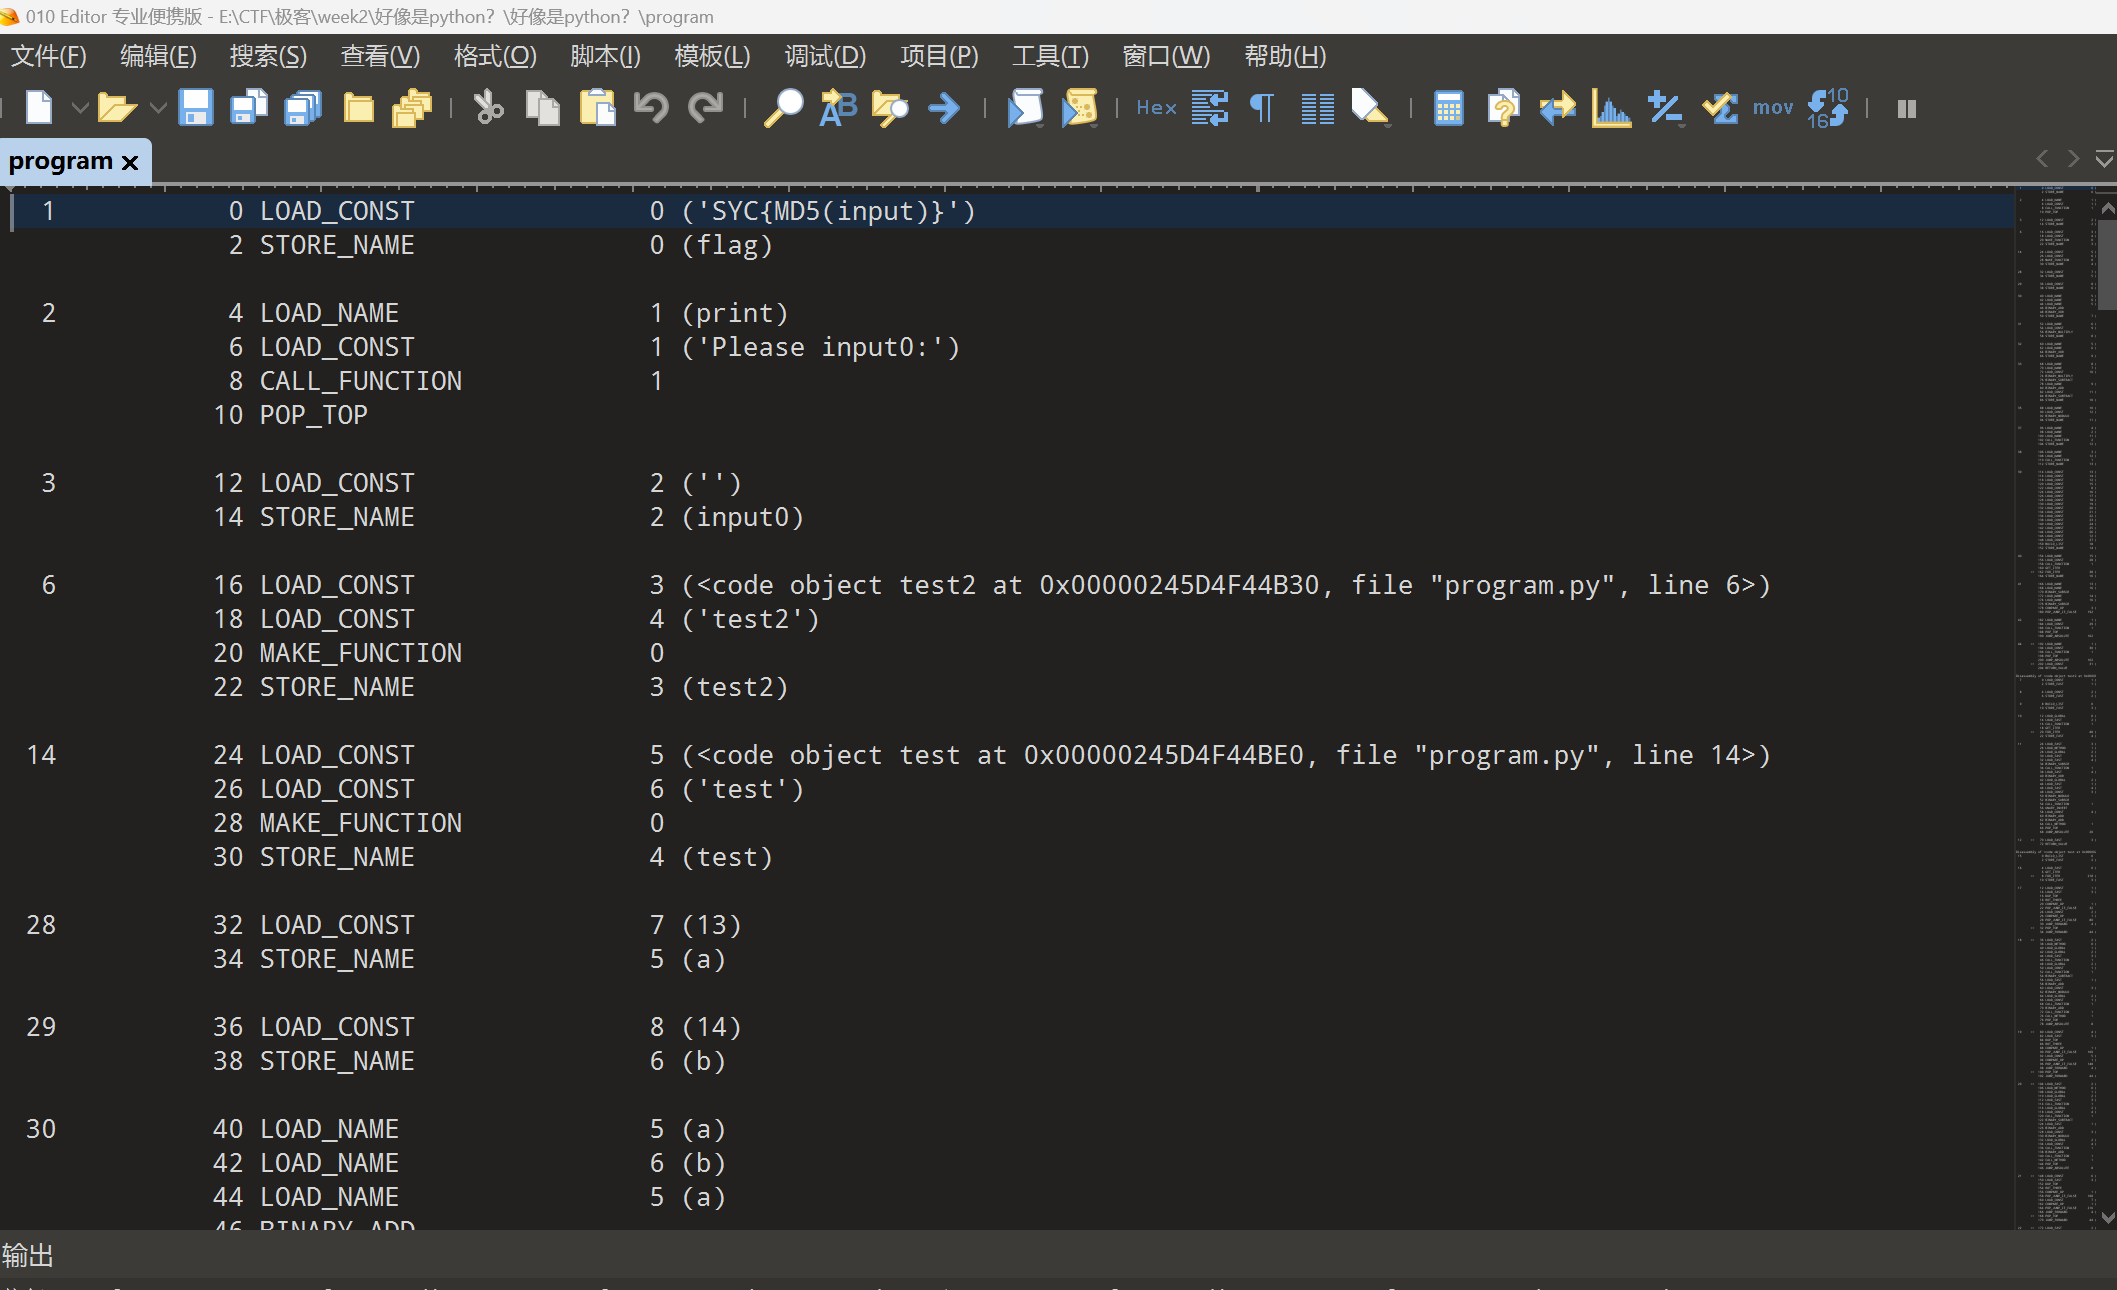 010 Editor 专业便携版 - E:\CTF\极客\week2\好像是python？\好像是python？\program
文件(F) 编辑(E) 搜索(S) 查看(V) 格式(O) 脚本(I) 模板(L) 调试(D) 项目(P) 工具(T) 窗口(W) 帮助(H)
Hex mov 10 16
program
1 0 LOAD_CONST 0 ('SYC{MD5(input)}')
2 STORE_NAME 0 (flag)
2 4 LOAD_NAME 1 (print)
6 LOAD_CONST 1 ('Please input0:')
8 CALL_FUNCTION 1
10 POP_TOP
3 12 LOAD_CONST 2 ('')
14 STORE_NAME 2 (input0)
6 16 LOAD_CONST 3 (<code object test2 at 0x00000245D4F44B30, file "program.py", line 6>)
18 LOAD_CONST 4 ('test2')
20 MAKE_FUNCTION 0
22 STORE_NAME 3 (test2)
14 24 LOAD_CONST 5 (<code object test at 0x00000245D4F44BE0, file "program.py", line 14>)
26 LOAD_CONST 6 ('test')
28 MAKE_FUNCTION 0
30 STORE_NAME 4 (test)
28 32 LOAD_CONST 7 (13)
34 STORE_NAME 5 (a)
29 36 LOAD_CONST 8 (14)
38 STORE_NAME 6 (b)
30 40 LOAD_NAME 5 (a)
42 LOAD_NAME 6 (b)
44 LOAD_NAME 5 (a)
46 BINARY_ADD
输出